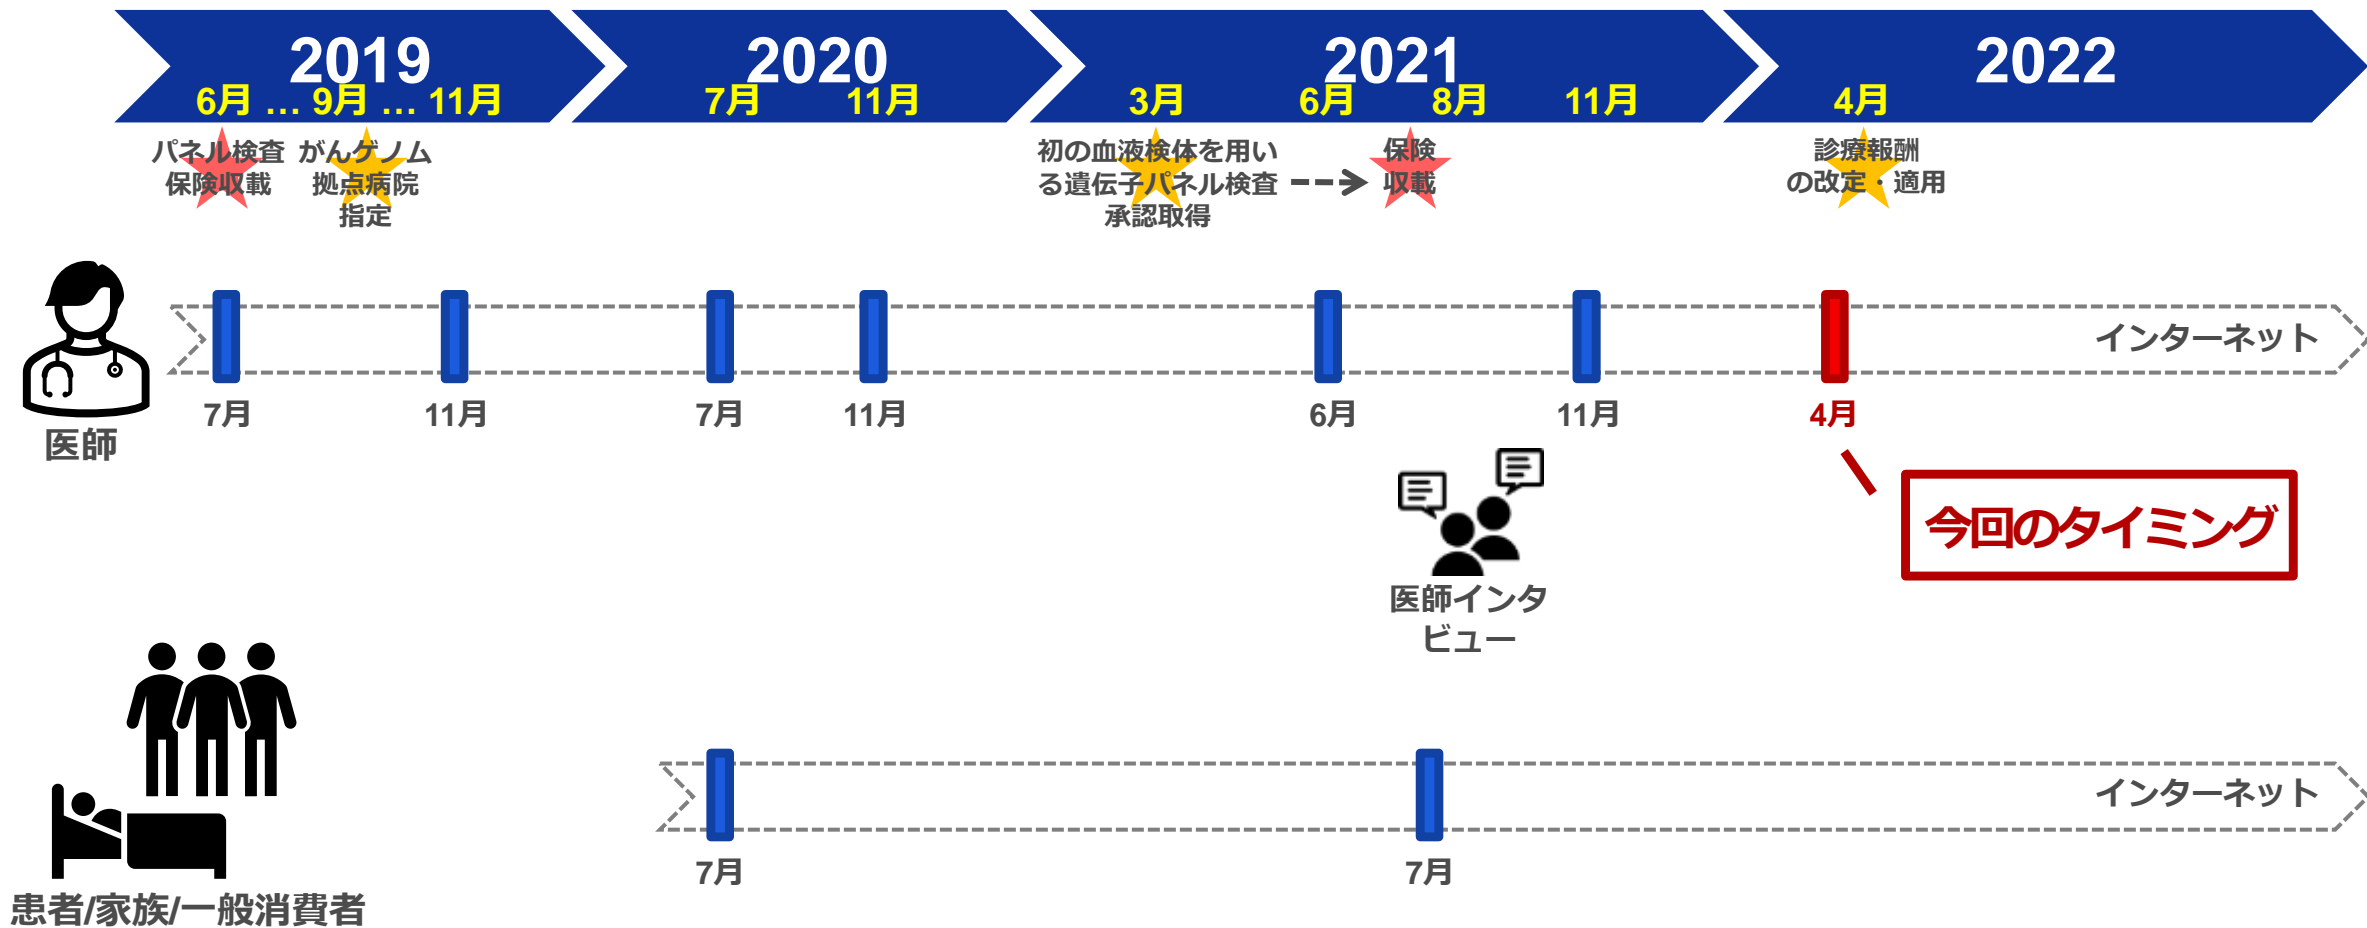 2019
2020
2021
2022
6月 … 9月 … 11月
7月
11月
3月
6月
8月
11月
4月
パネル検査
保険収載
がんゲノム
拠点病院
指定
初の血液検体を用い
る遺伝子パネル検査
承認取得
保険
収載
診療報酬
の改定・適用
インターネット
7月
11月
7月
11月
6月
11月
4月
医師
今回のタイミング
医師インタ
ビュー
インターネット
7月
7月
患者/家族/一般消費者